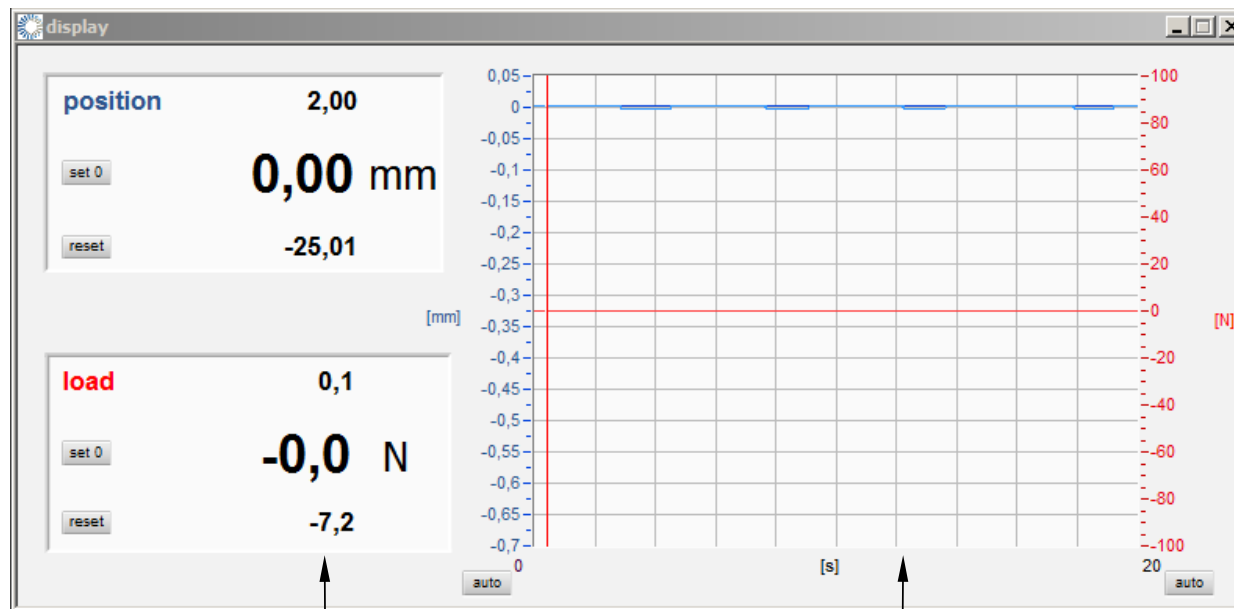 display
position 2,00
set 0 0,00 mm
reset -25,01
load 0,1
set 0 -0,0 N
reset -7,2
[mm]
0,05
0
-0,05
-0,1
-0,15
-0,2
-0,25
-0,3
-0,35
-0,4
-0,45
-0,5
-0,55
-0,6
-0,65
-0,7
100
80
60
40
20
0
-20
-40
-60
-80
-100
[N]
0 [s] 20
auto auto